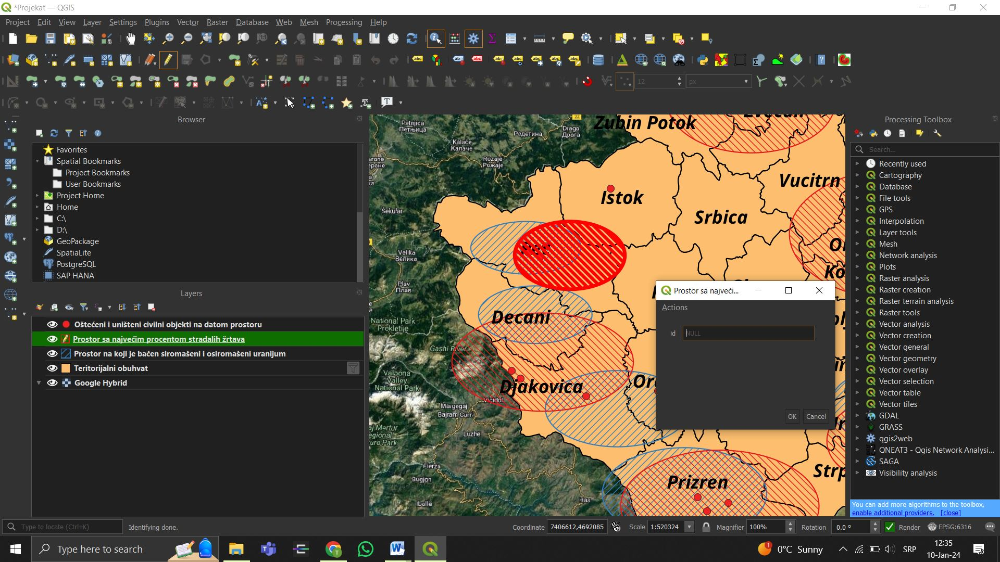 *Projekat — QGIS
Project Edit View Layer Settings Plugins Vector Raster Database Web Mesh Processing Help
12 px
Browser
Favorites
Spatial Bookmarks
Project Bookmarks
User Bookmarks
Project Home
Home
C:\
D:\
GeoPackage
SpatiaLite
PostgreSQL
SAP HANA
Layers
Oštećeni i uništeni civilni objekti na datom prostoru
Prostor sa najvećim procentom stradalih žrtava
Prostor na koji je bačen siromašeni i osiromašeni uranijum
Teritorijalni obuhvat
Google Hybrid
22
Petnjica
Петњица
Draga
Драга
Радетина
Kalače
Калаче
Rozaje
Рожаје
Šekular
Velika
Велика
Plav
Плав
National Park
Prokletije
Gashi River
Valbona
Valley
National Park
Vicidol
Margegaj
Bajram Curri
Luzhë
Fierza
Bugjon
Iballë
Has
Zubin Potok
Istok
Vucitrn
Srbica
Decani
Djakovica
Prizren
Prostor sa najveći...
Actions
id NULL
OK Cancel
Processing Toolbox
Search...
Recently used
Cartography
Database
File tools
GPS
Interpolation
Layer tools
Mesh
Network analysis
Plots
Raster analysis
Raster creation
Raster terrain analysis
Raster tools
Vector analysis
Vector creation
Vector general
Vector geometry
Vector overlay
Vector selection
Vector table
Vector tiles
GDAL
GRASS
qgis2web
QNEAT3 - Qgis Network Analysi...
SAGA
Visibility analysis
You can add more algorithms to the toolbox,
enable additional providers. [close]
Type to locate (Ctrl+K) Identifying done. Coordinate 7406612,4692085 Scale 1:520324 Magnifier 100% Rotation 0.0 ° Render EPSG:6316
Type here to search 0°C Sunny SRP 12:35
10-Jan-24